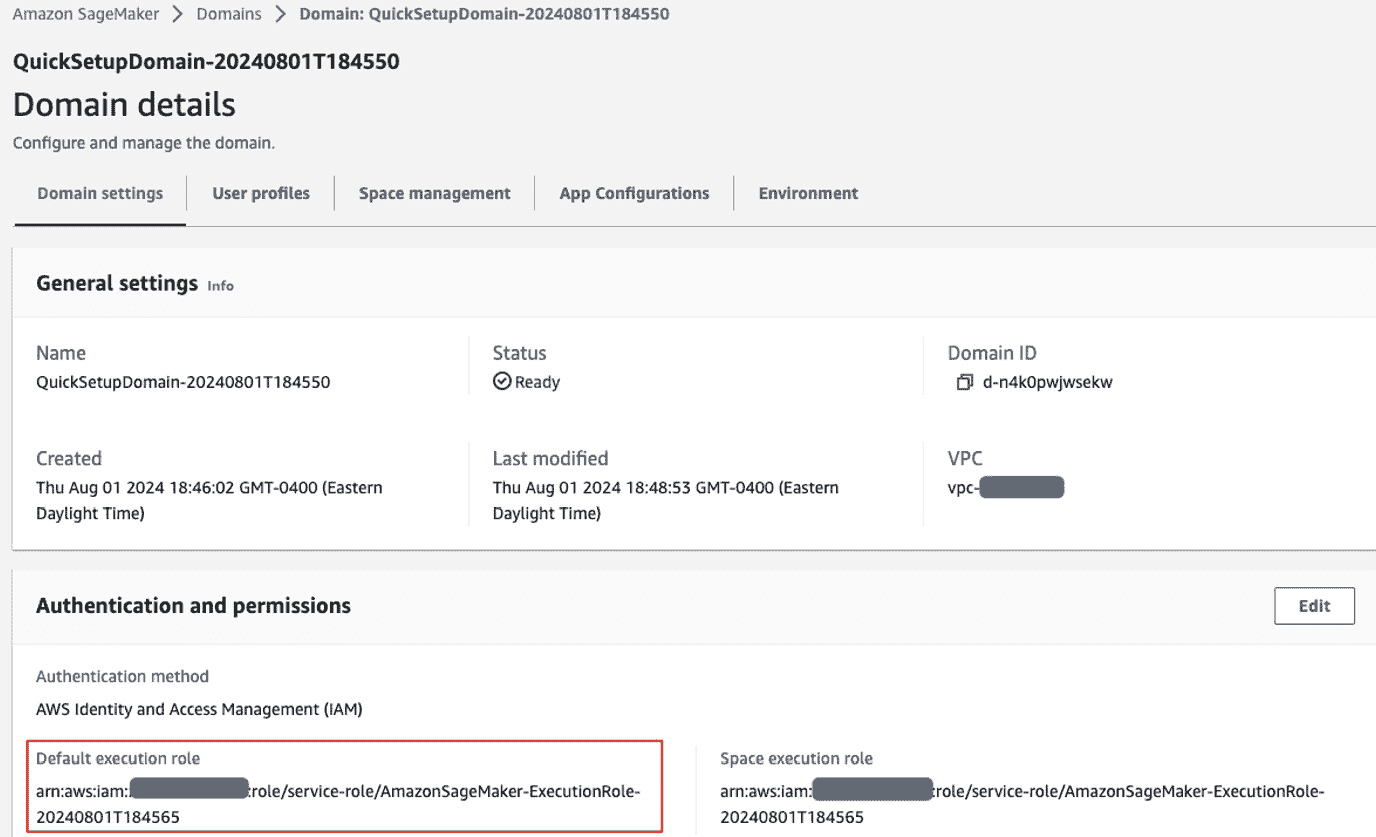 Amazon SageMaker > Domains > Domain: QuickSetupDomain-20240801T184550
QuickSetupDomain-20240801T184550
Domain details
Configure and manage the domain.
Domain settings User profiles Space management App Configurations Environment
General settings Info
Name Status Domain ID
QuickSetupDomain-20240801T184550 Ready d-n4k0pwjwsekw
Created Last modified VPC
Thu Aug 01 2024 18:46:02 GMT-0400 (Eastern Thu Aug 01 2024 18:48:53 GMT-0400 (Eastern vpc-
Daylight Time) Daylight Time)
Authentication and permissions Edit
Authentication method
AWS Identity and Access Management (IAM)
Default execution role
arn:aws:iam: :role/service-role/AmazonSageMaker-ExecutionRole-
20240801T184565
Space execution role
arn:aws:iam: :role/service-role/AmazonSageMaker-ExecutionRole-
20240801T184565